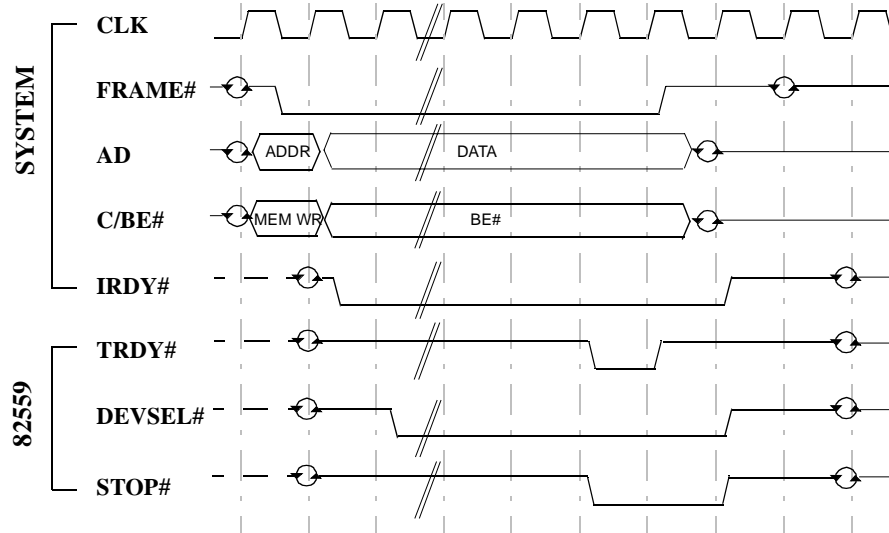 SYSTEM
CLK
FRAME#
AD
ADDR
DATA
C/BE#
MEM WR
BE#
IRDY#
82559
TRDY#
DEVSEL#
STOP#